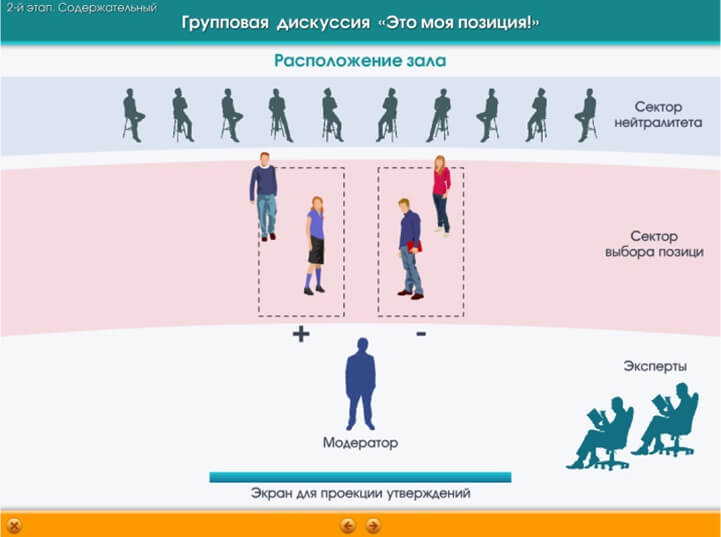 2-й этап. Содержательный
Групповая дискуссия «Это моя позиция!»
Расположение зала
Сектор
нейтралитета
Сектор
выбора позици
+ -
Эксперты
Модератор
Экран для проекции утверждений